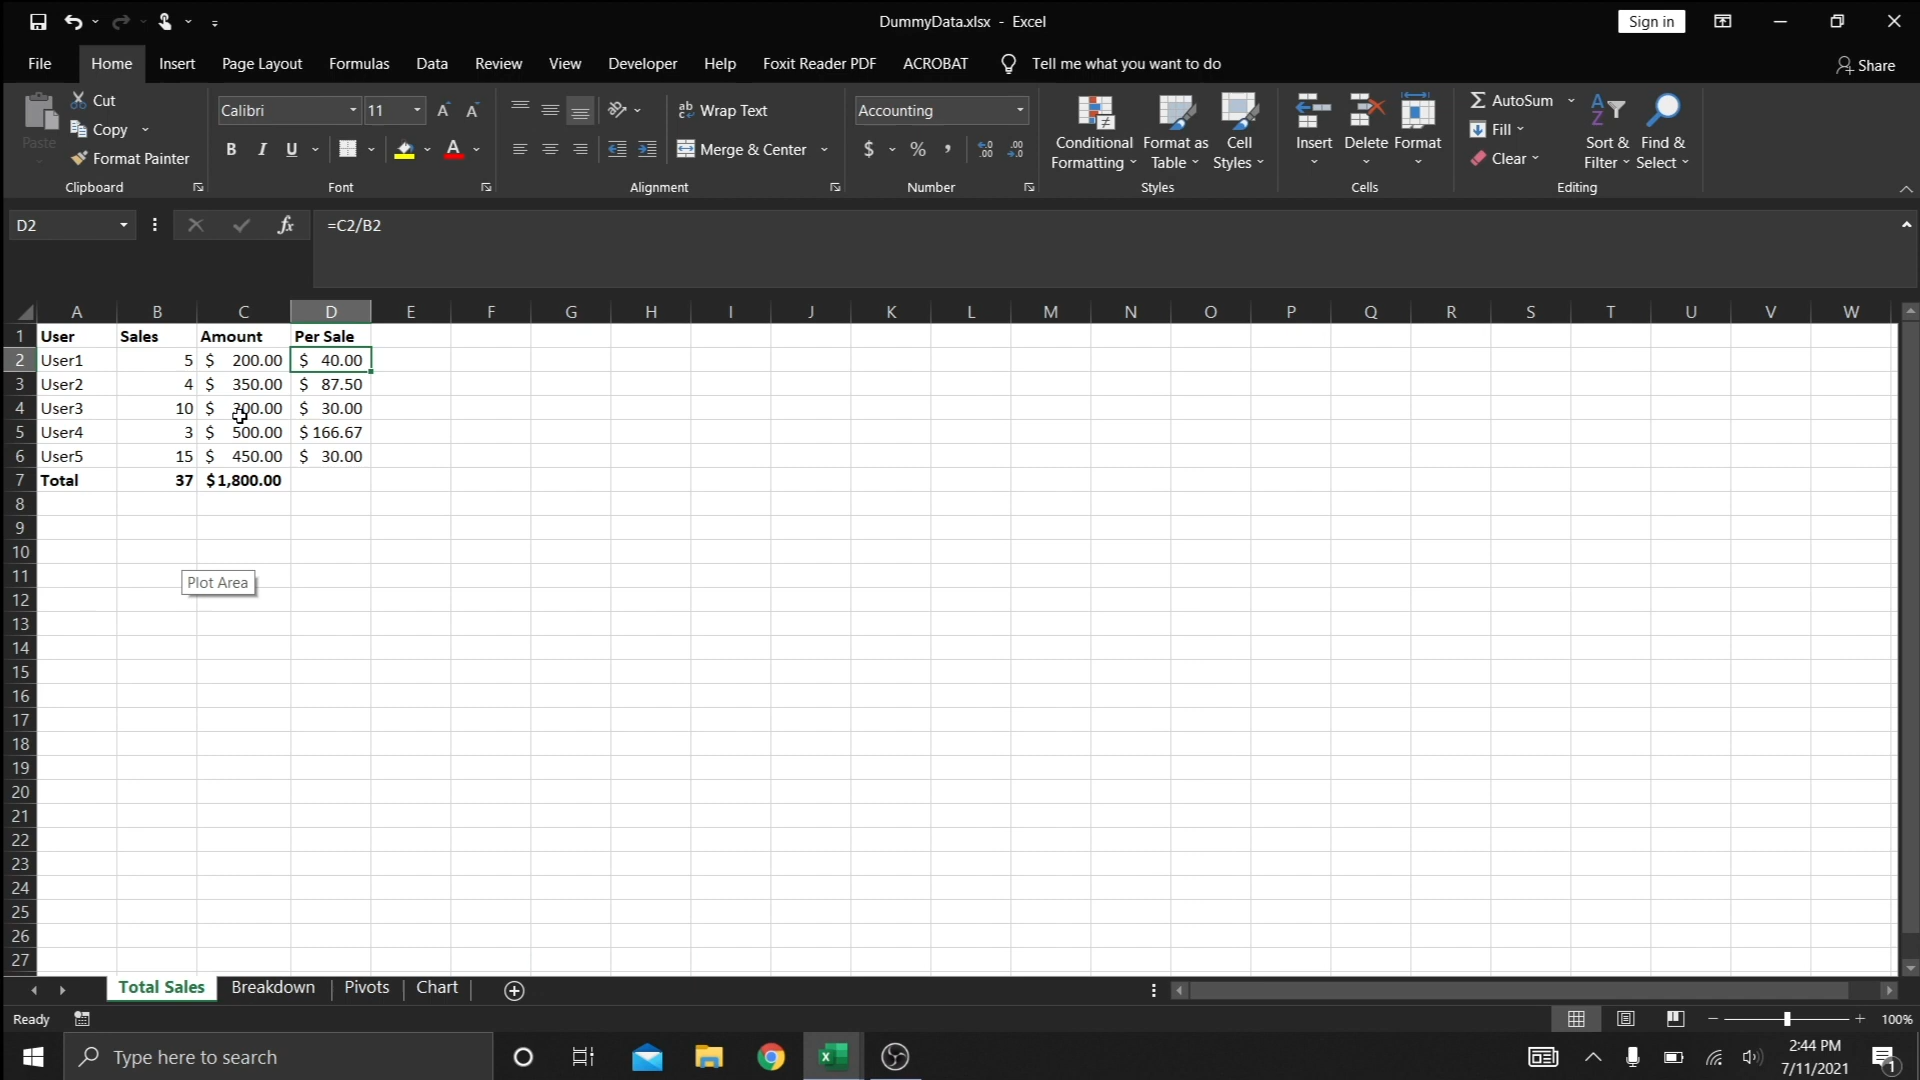 DummyData.xlsx - Excel
Sign in
File Home Insert Page Layout Formulas Data Review View Developer Help Foxit Reader PDF ACROBAT Tell me what you want to do Share
Paste
Cut
Copy
Format Painter
Clipboard
Calibri 11
B I U
Font
Wrap Text
Merge & Center
Alignment
Accounting
$ % ,
Number
Conditional Formatting
Format as Table
Cell Styles
Styles
Insert Delete Format
Cells
AutoSum
Fill
Clear
Sort & Filter
Find & Select
Editing
D2 fx =C2/B2
A B C D E F G H I J K L M N O P Q R S T U V W
1 User Sales Amount Per Sale
2 User1 5 $ 200.00 $ 40.00
3 User2 4 $ 350.00 $ 87.50
4 User3 10 $ 300.00 $ 30.00
5 User4 3 $ 500.00 $ 166.67
6 User5 15 $ 450.00 $ 30.00
7 Total 37 $1,800.00
8
9
10
11
Plot Area
12
13
14
15
16
17
18
19
20
21
22
23
24
25
26
27
Total Sales Breakdown Pivots Chart
Ready 100%
Type here to search
2:44 PM
7/11/2021
1